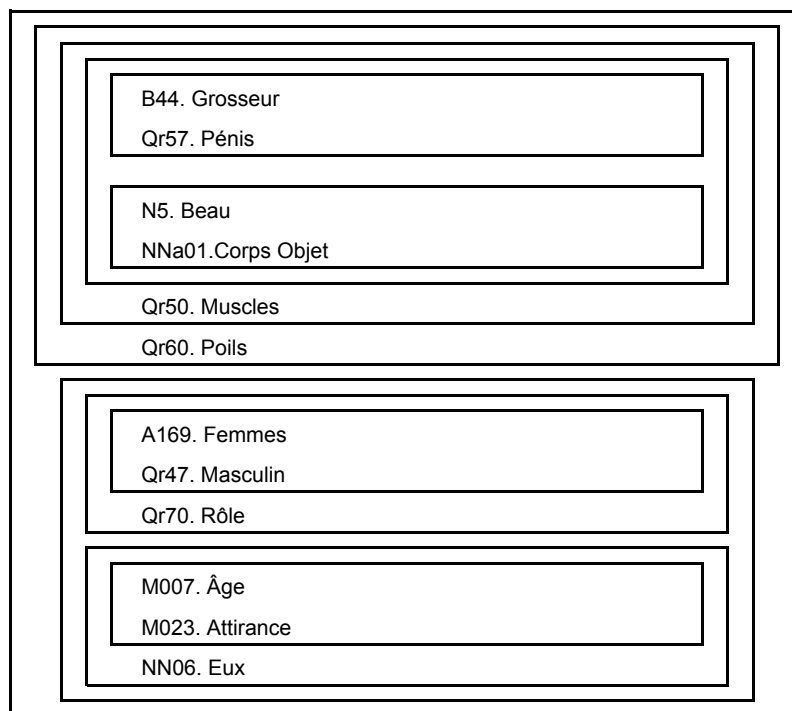 B44. Grosseur
Qr57. Pénis
N5. Beau
NNa01.Corps Objet
Qr50. Muscles
Qr60. Poils
A169. Femmes
Qr47. Masculin
Qr70. Rôle
M007. Âge
M023. Attirance
NN06. Eux